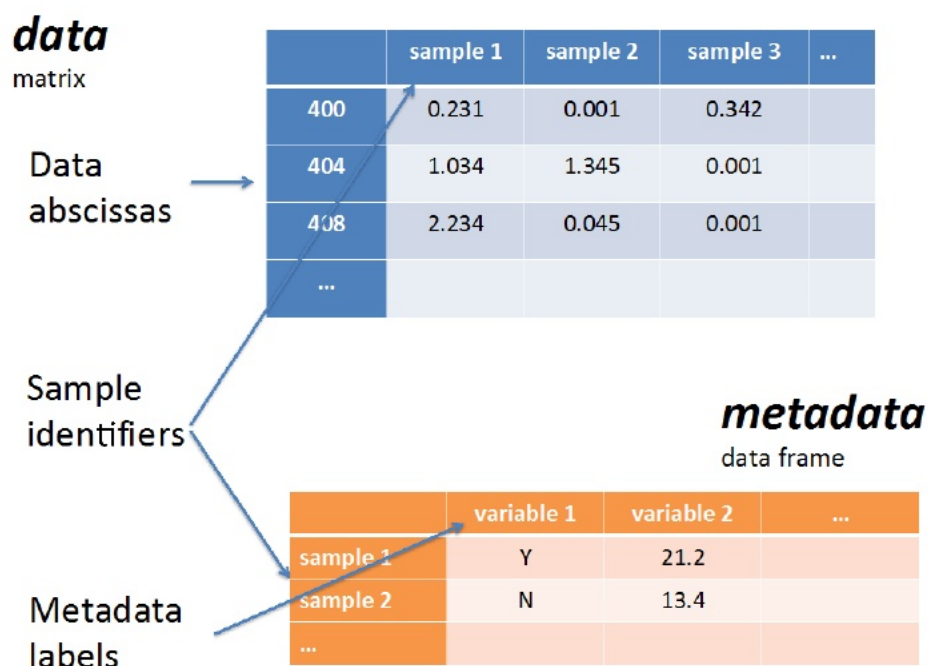 data
matrix
sample 1 sample 2 sample 3 ...
400 0.231 0.001 0.342
404 1.034 1.345 0.001
408 2.234 0.045 0.001
...
Data
abscissas
Sample
identifiers
metadata
data frame
variable 1 variable 2 ...
sample 1 Y 21.2
sample 2 N 13.4
...
Metadata
labels